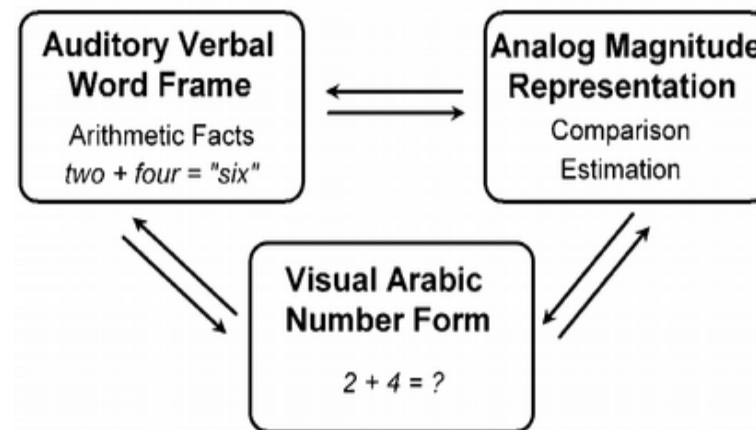 Auditory Verbal
Word Frame
Arithmetic Facts
two + four = "six"
Analog Magnitude
Representation
Comparison
Estimation
Visual Arabic
Number Form
2 + 4 = ?